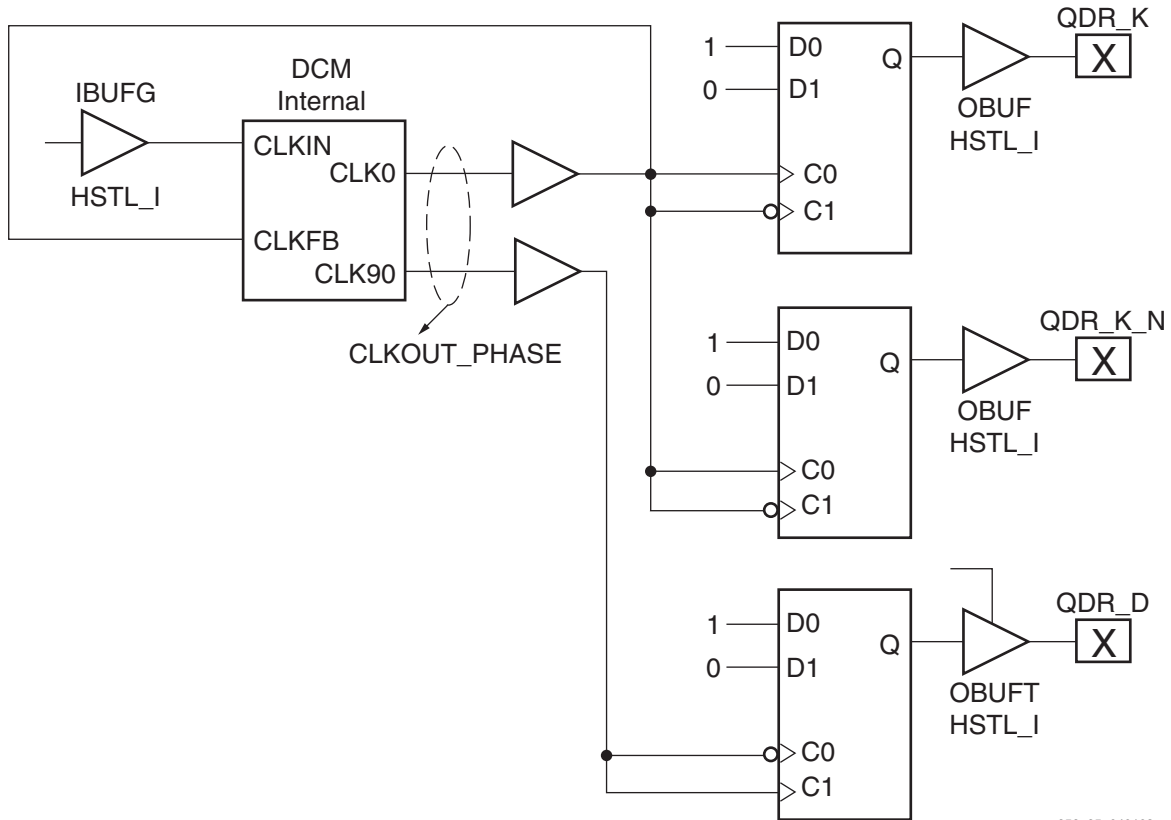 QDR_K
1
D0
Q
X
0
D1
OBUF
HSTL_I
C0
C1
DCM
Internal
IBUFG
HSTL_I
CLKIN
CLK0
CLKFB
CLK90
CLKOUT_PHASE
QDR_K_N
1
D0
Q
X
0
D1
OBUF
HSTL_I
C0
C1
QDR_D
1
D0
Q
X
0
D1
OBUFT
HSTL_I
C0
C1